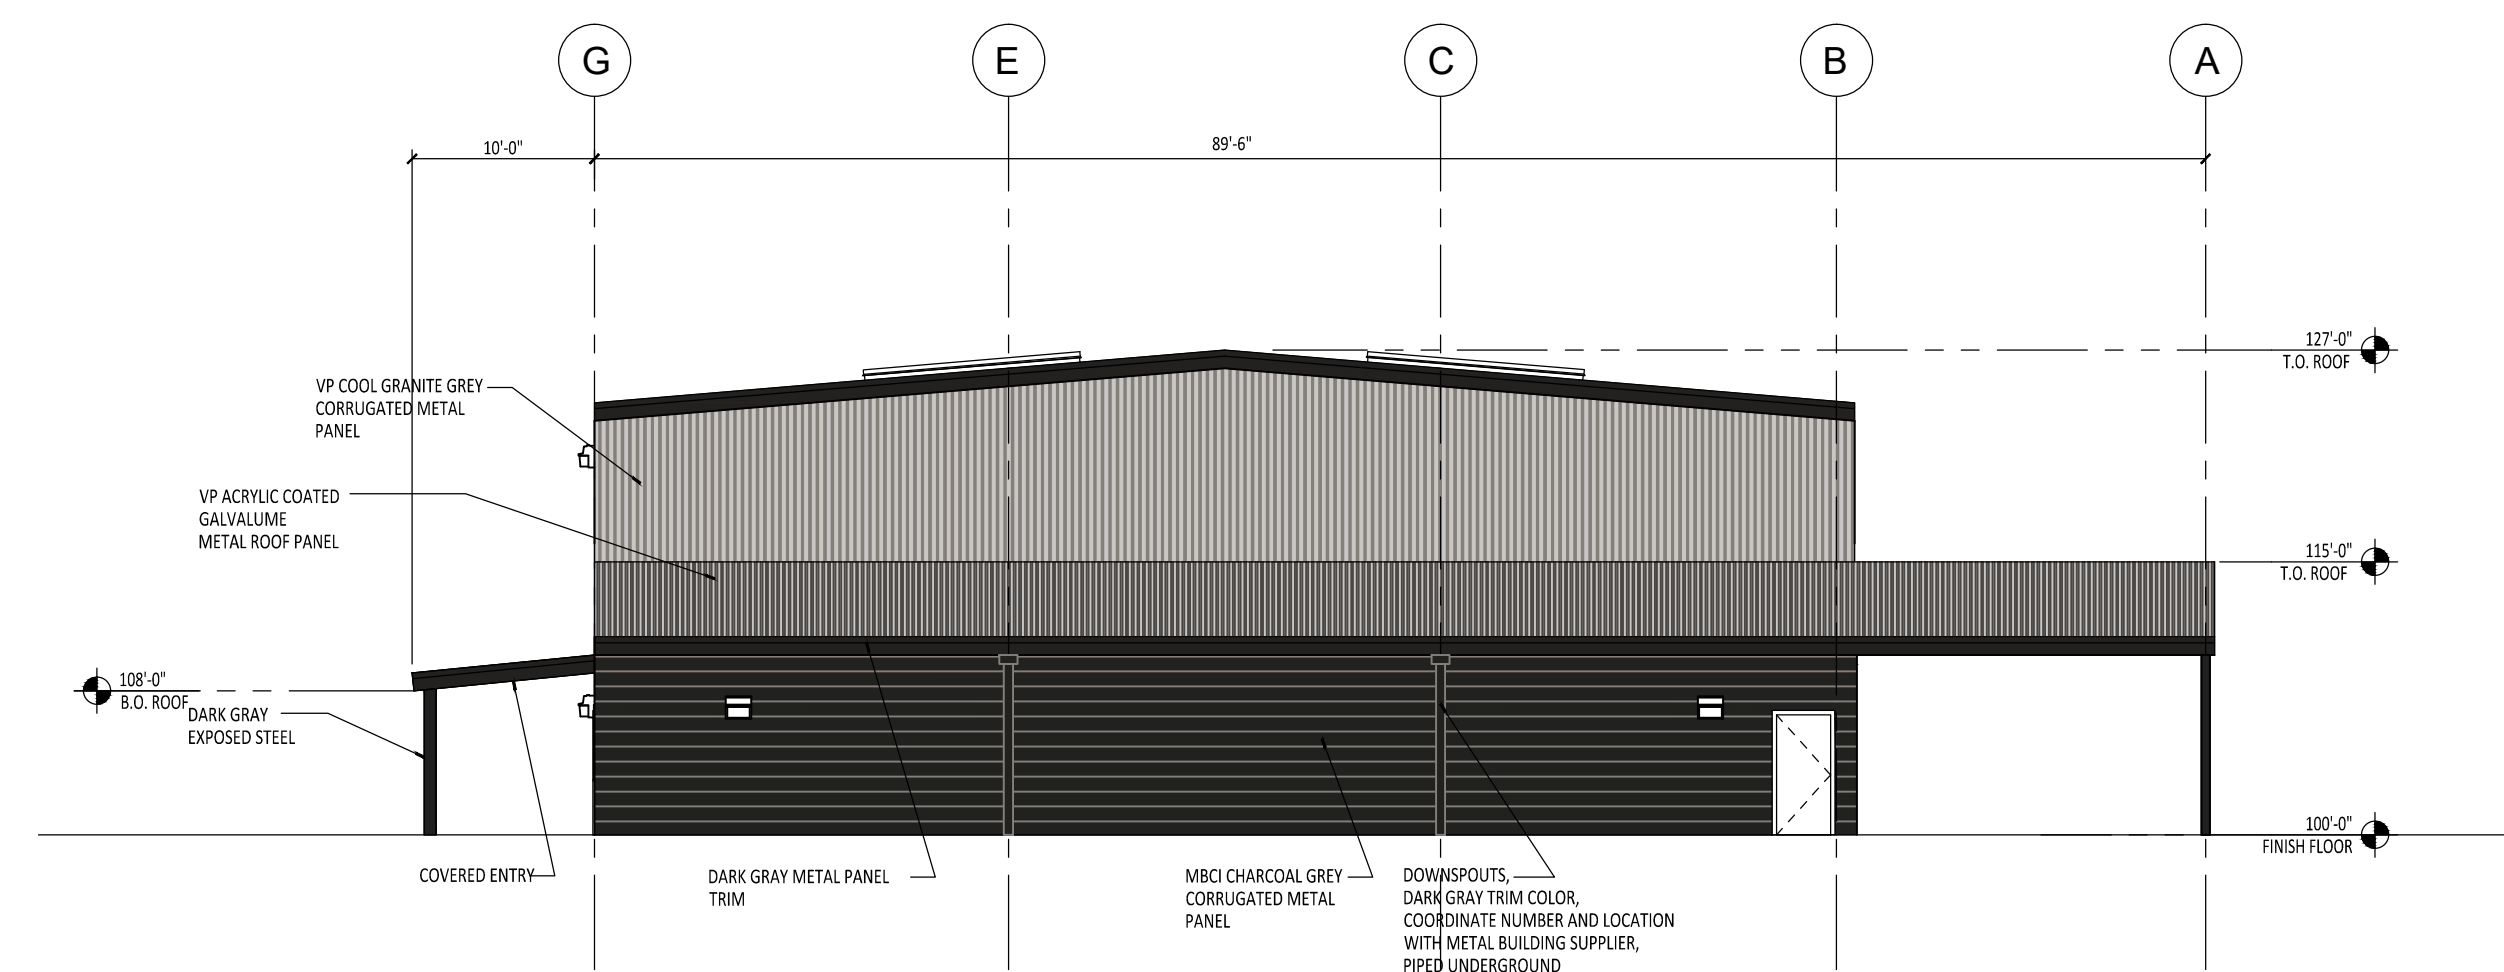 G
E
C
B
A
10'-0"
89'-6"
127'-0"
T.O. ROOF
VP COOL GRANITE GREY
CORRUGATED METAL
PANEL
VP ACRYLIC COATED
GALVALUME
METAL ROOF PANEL
115'-0"
T.O. ROOF
108'-0"
B.O. ROOF
DARK GRAY
EXPOSED STEEL
100'-0"
FINISH FLOOR
COVERED ENTRY
DARK GRAY METAL PANEL
TRIM
MBCI CHARCOAL GREY
CORRUGATED METAL
PANEL
DOWNSPOUTS,
DARK GRAY TRIM COLOR,
COORDINATE NUMBER AND LOCATION
WITH METAL BUILDING SUPPLIER,
PIPED UNDERGROUND